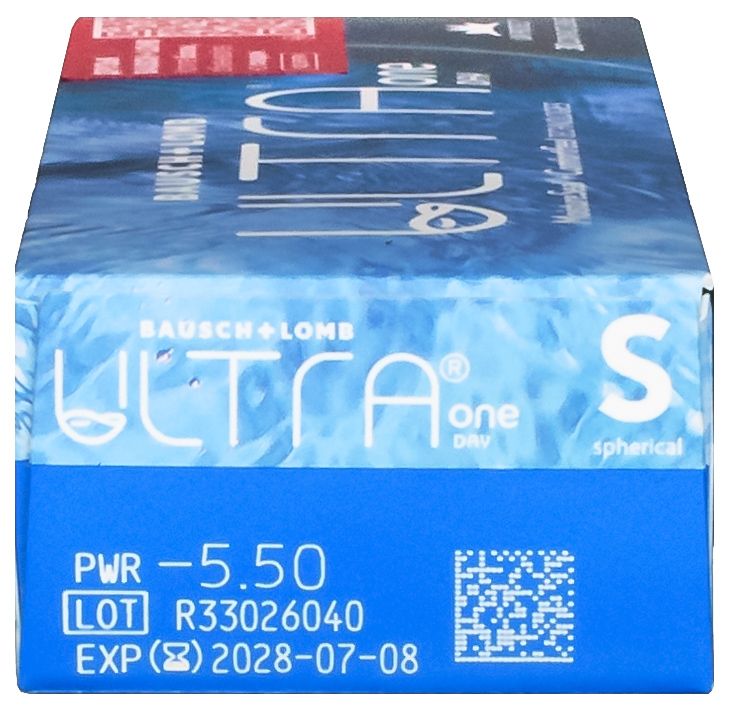 BAUSCH + LOMB
ULTRA one
DAY
BAUSCH + LOMB
ULTRA® one
DAY
S
spherical
PWR -5.50
LOT R33026040
EXP (⌛) 2028-07-08